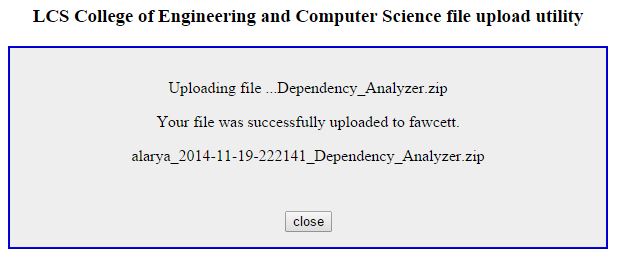 LCS College of Engineering and Computer Science file upload utility
Uploading file ...Dependency_Analyzer.zip
Your file was successfully uploaded to fawcett.
alarya_2014-11-19-222141_Dependency_Analyzer.zip
close